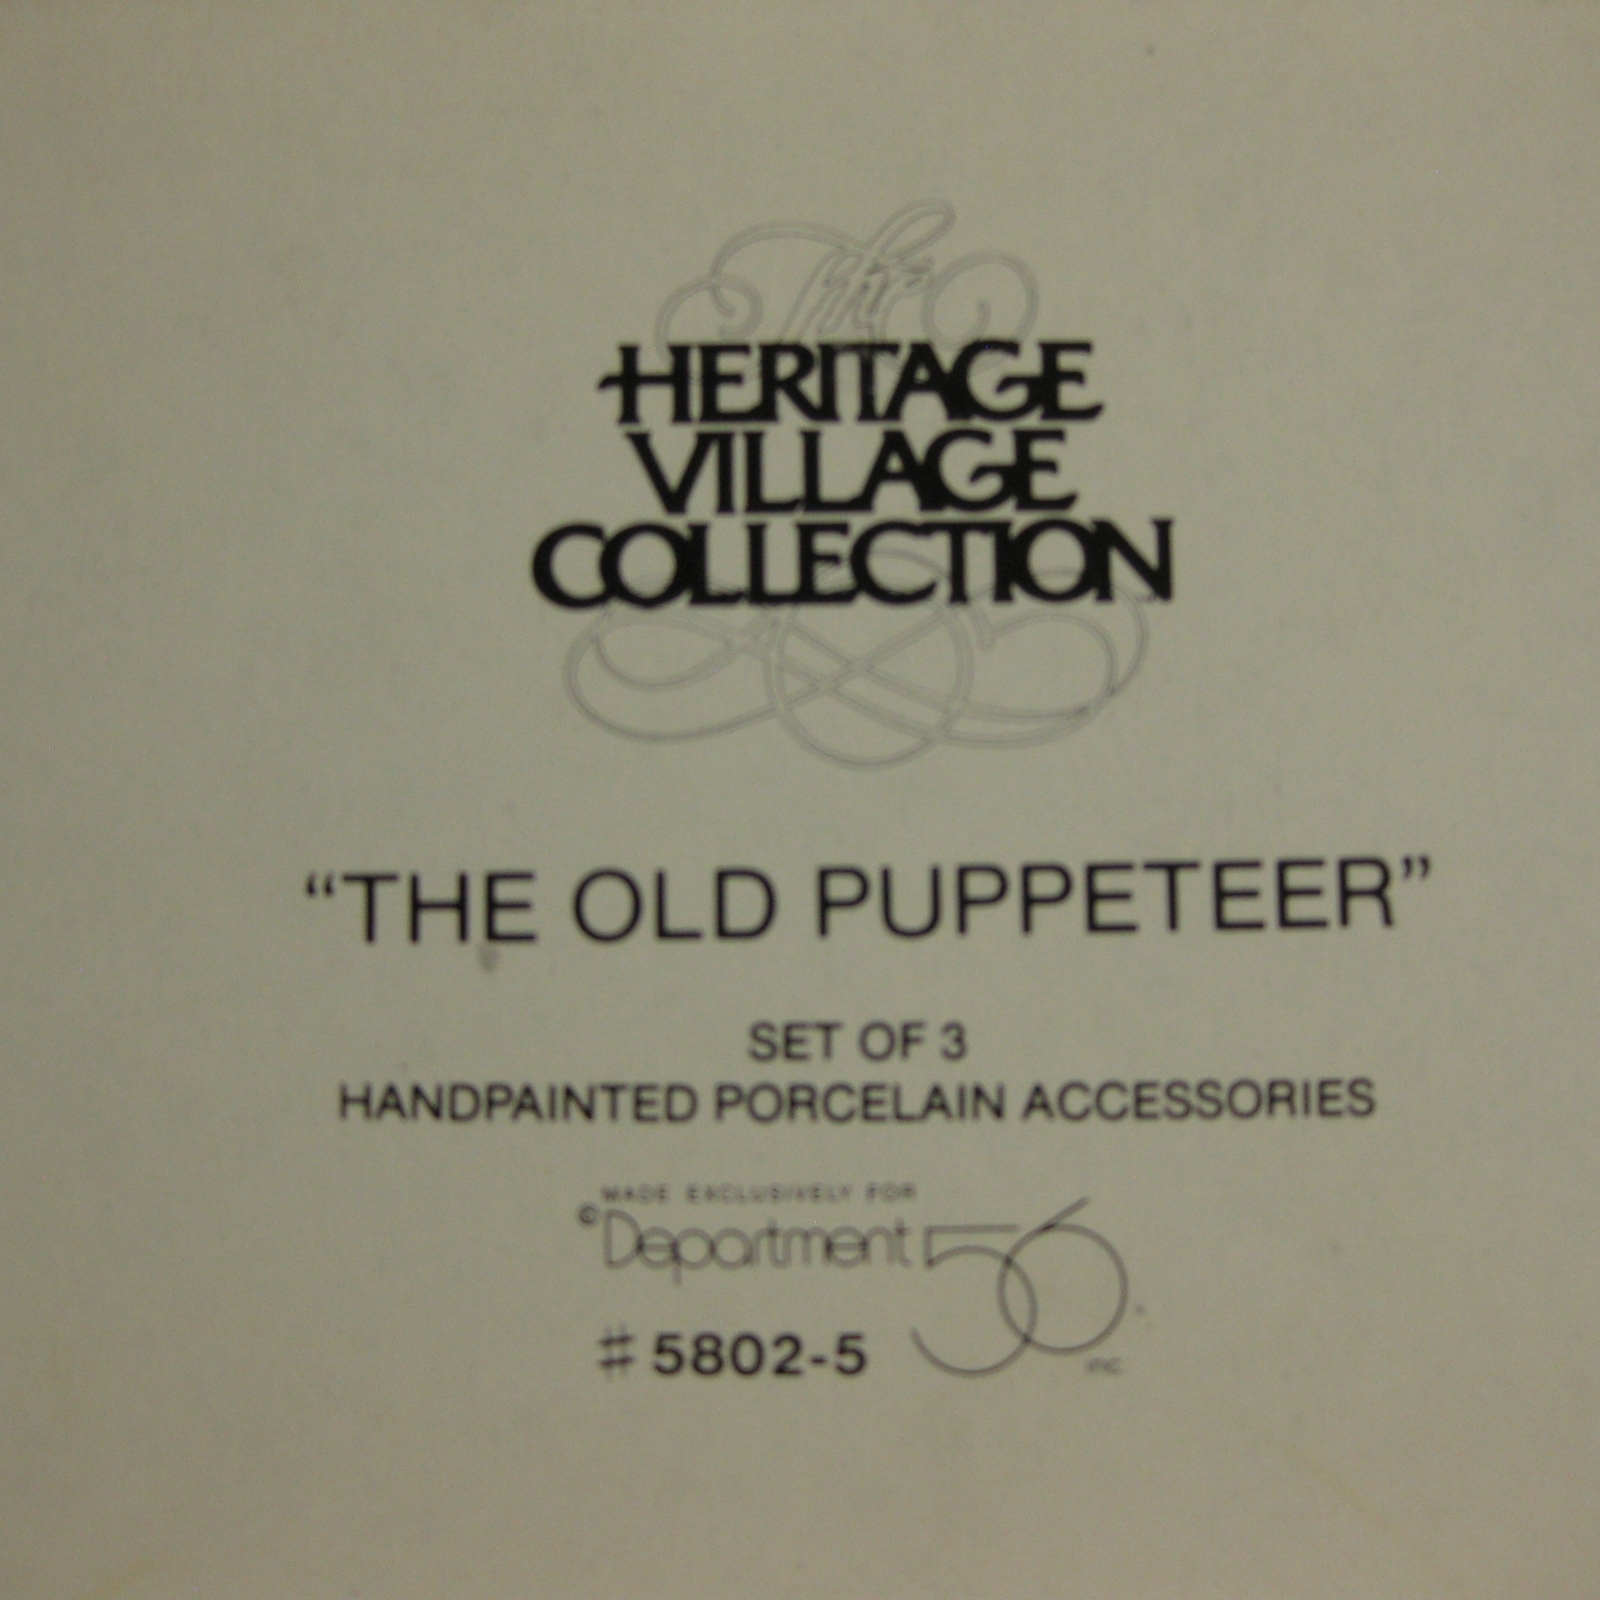 The
HERITAGE
VILLAGE
COLLECTION
“THE OLD PUPPETEER”
SET OF 3
HANDPAINTED PORCELAIN ACCESSORIES
MADE EXCLUSIVELY FOR
©Department 56
INC.
#5802-5